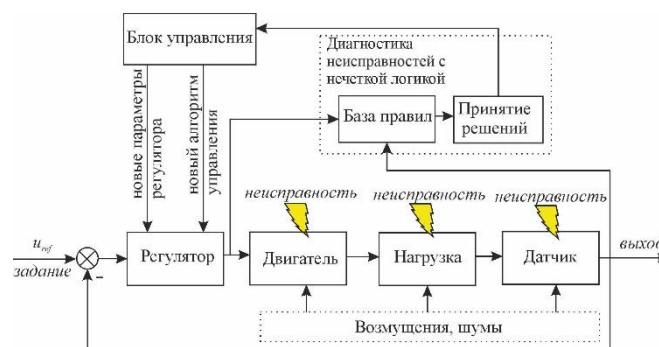 Блок управления
Диагностика
неисправностей с
нечеткой логикой
База правил
Принятие
решений
новые параметры
регулятора
новый алгоритм
управления
неисправность
неисправность
неисправность
u_ref
задание
Регулятор
Двигатель
Нагрузка
Датчик
выход
Возмущения, шумы